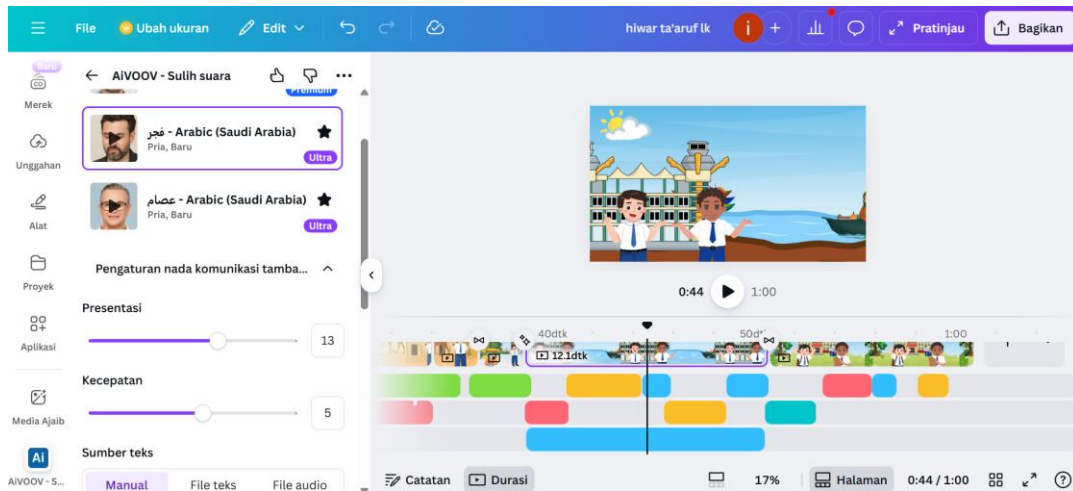 File
Ubah ukuran
Edit
hiwar ta'aruf lk
i
+
Pratinjau
Bagikan
Baru
Merek
Unggahan
Alat
Proyek
Aplikasi
Media Ajaib
AiVOOV - S...
AiVOOV - Sulih suara
Premium
فجر - Arabic (Saudi Arabia)
Pria, Baru
Ultra
عصام - Arabic (Saudi Arabia)
Pria, Baru
Ultra
Pengaturan nada komunikasi tamba...
Presentasi
13
Kecepatan
5
Sumber teks
Manual
File teks
File audio
0:44
1:00
40dtk
1:00
12.1dtk
Catatan
Durasi
17%
Halaman
0:44 / 1:00
Ai